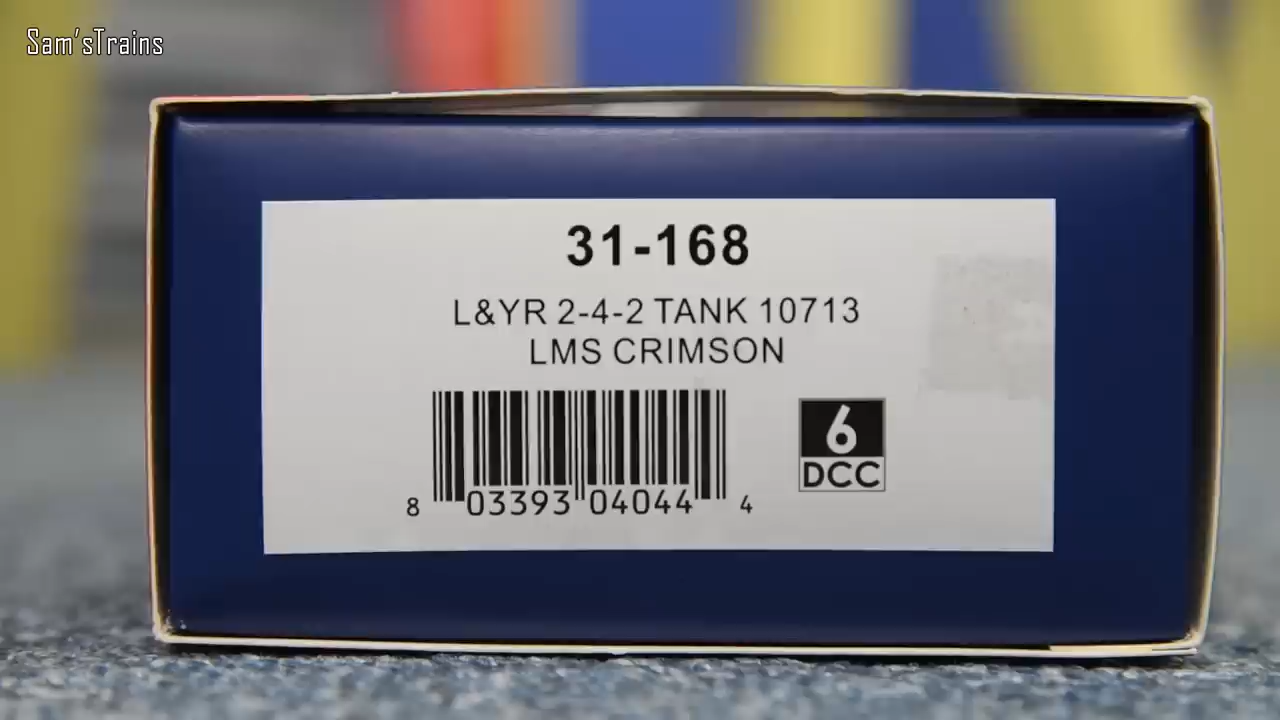 Sam'sTrains
31-168
L&YR 2-4-2 TANK 10713
LMS CRIMSON
6
DCC
8 03393 04044 4